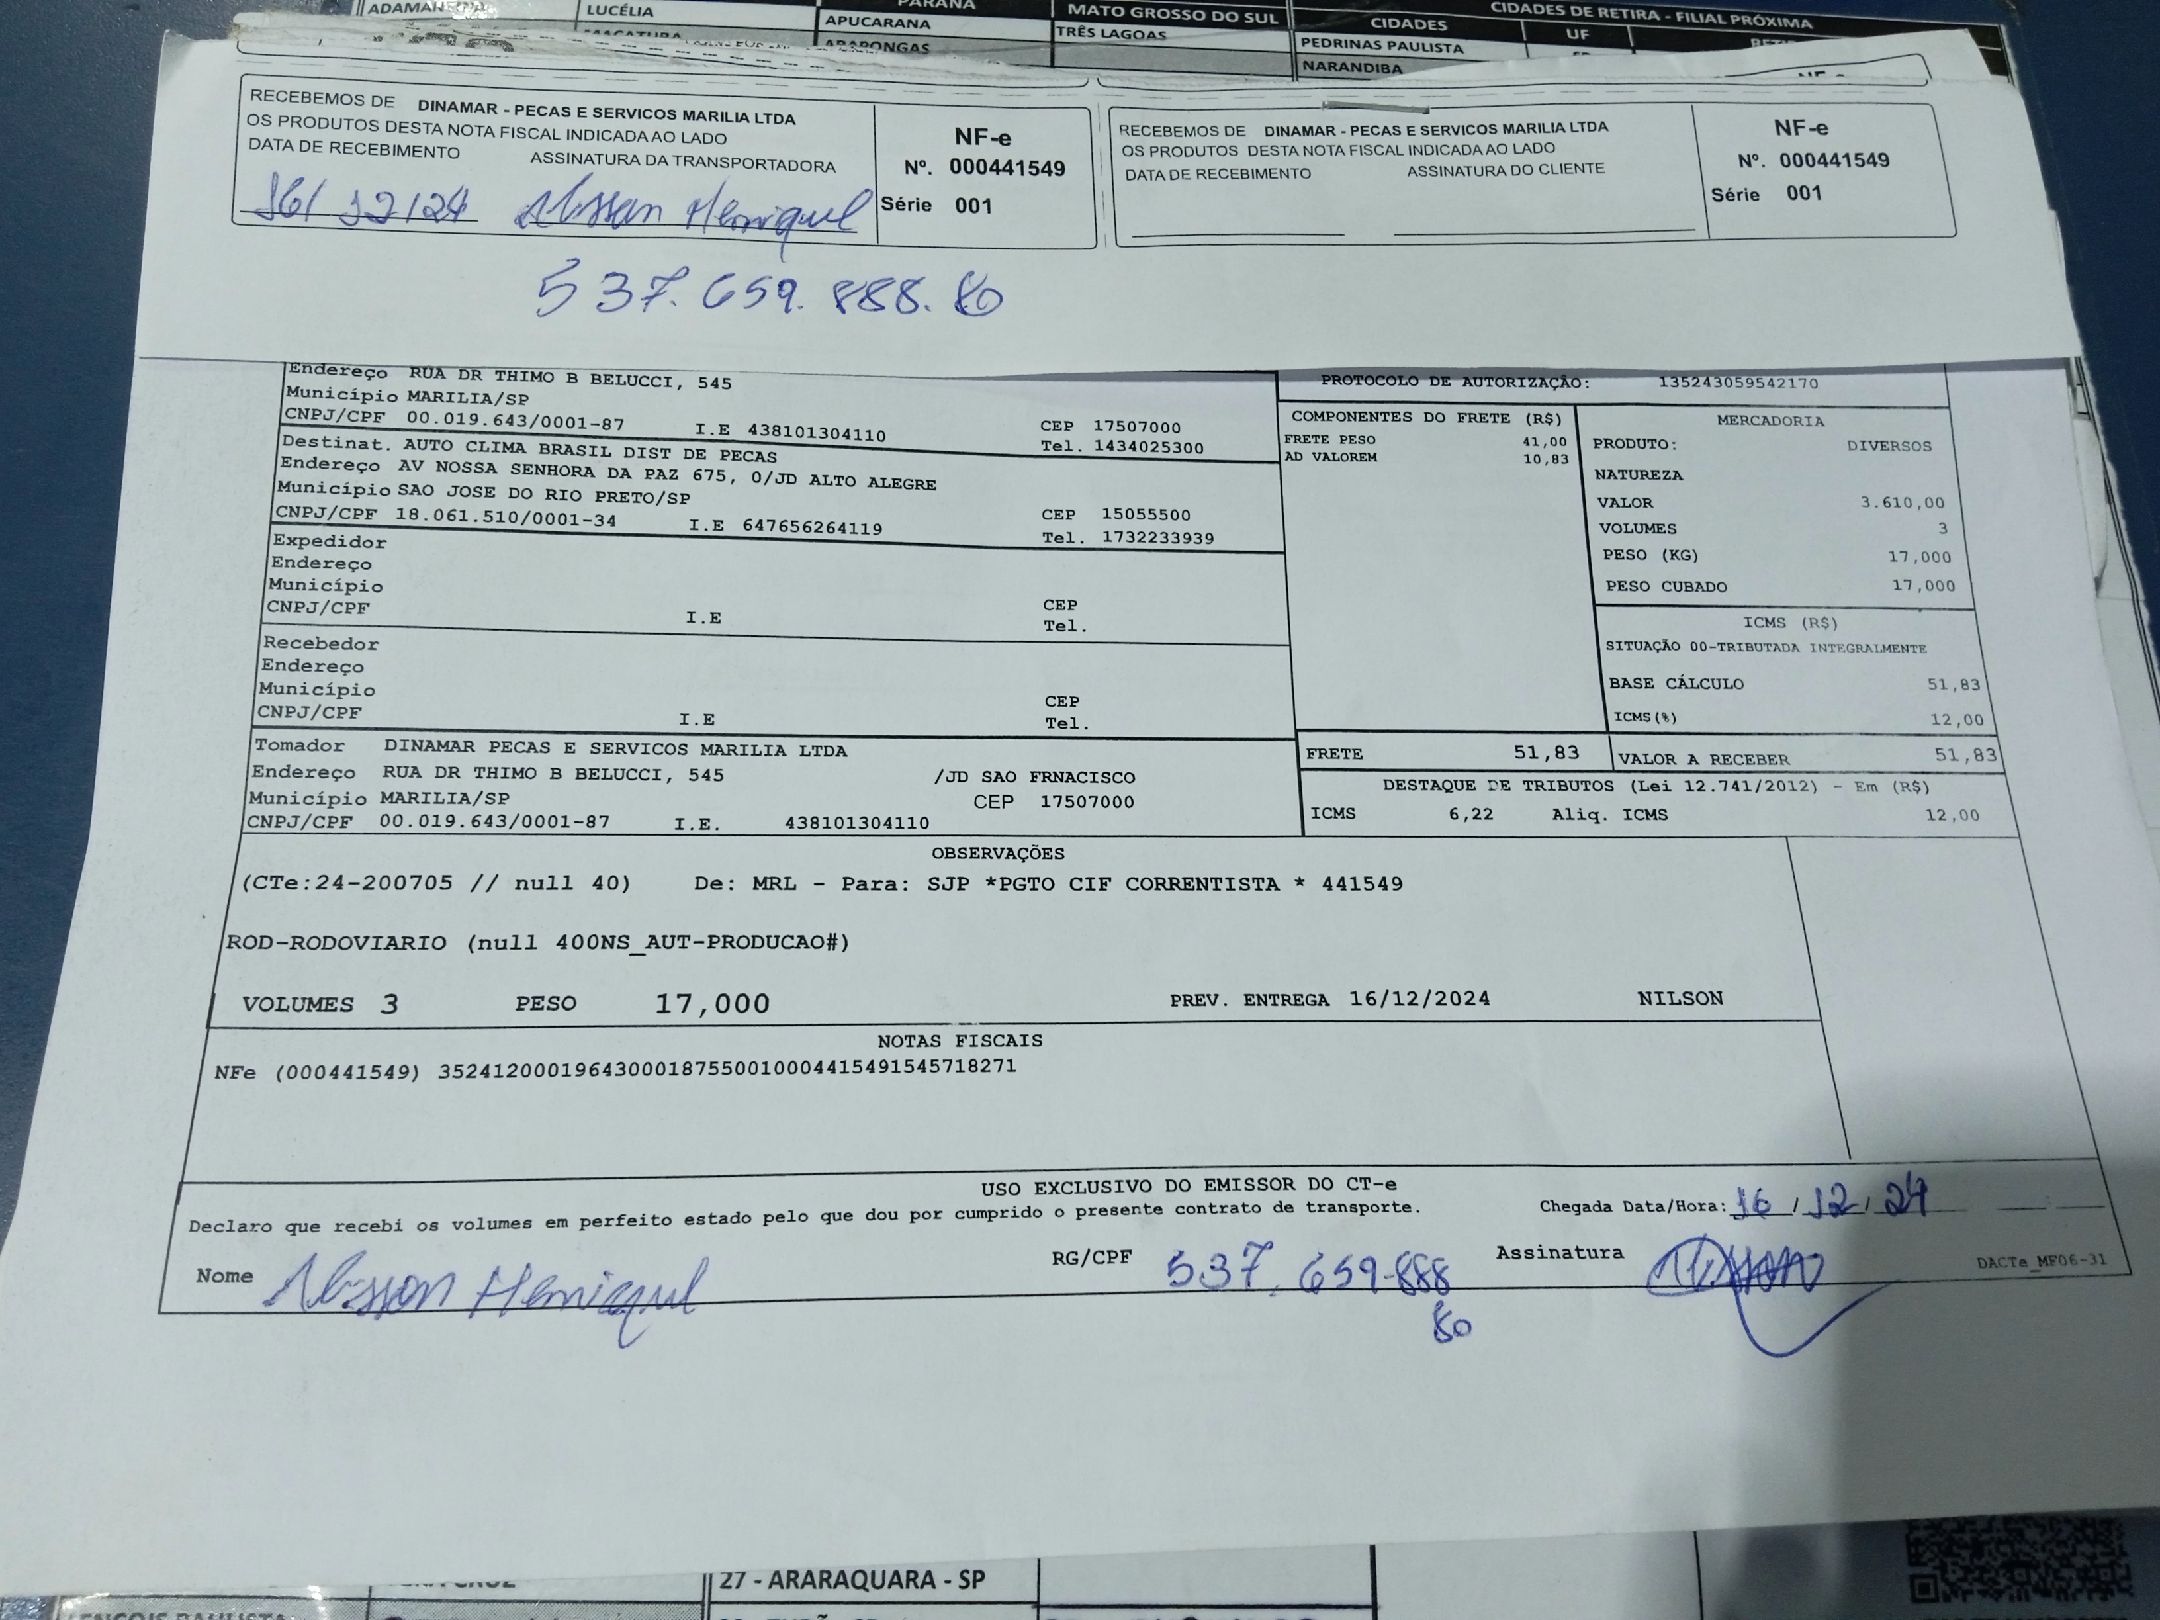 LUCÉLIA
PARANÁ
APUCARANA
ARAPONGAS
MATO GROSSO DO SUL
TRÊS LAGOAS
CIDADES DE RETIRA - FILIAL PRÓXIMA
CIDADES UF
PEDRINAS PAULISTA
NARANDIBA
RECEBEMOS DE DINAMAR - PECAS E SERVICOS MARILIA LTDA
OS PRODUTOS DESTA NOTA FISCAL INDICADA AO LADO
DATA DE RECEBIMENTO ASSINATURA DA TRANSPORTADORA
16/12/24 Alisson Henrique
NF-e
Nº. 000441549
Série 001
RECEBEMOS DE DINAMAR - PECAS E SERVICOS MARILIA LTDA
OS PRODUTOS DESTA NOTA FISCAL INDICADA AO LADO
DATA DE RECEBIMENTO ASSINATURA DO CLIENTE
NF-e
Nº. 000441549
Série 001
537.659.888.80
Endereço RUA DR THIMO B BELUCCI, 545
Município MARILIA/SP
CNPJ/CPF 00.019.643/0001-87 I.E 438101304110 CEP 17507000
Tel. 1434025300
Destinat. AUTO CLIMA BRASIL DIST DE PECAS
Endereço AV NOSSA SENHORA DA PAZ 675, 0/JD ALTO ALEGRE
Município SAO JOSE DO RIO PRETO/SP
CNPJ/CPF 18.061.510/0001-34 I.E 647656264119 CEP 15055500
Tel. 1732233939
Expedidor
Endereço
Município
CNPJ/CPF I.E CEP
Tel.
Recebedor
Endereço
Município
CNPJ/CPF I.E CEP
Tel.
Tomador DINAMAR PECAS E SERVICOS MARILIA LTDA
Endereço RUA DR THIMO B BELUCCI, 545 /JD SAO FRNACISCO
Município MARILIA/SP CEP 17507000
CNPJ/CPF 00.019.643/0001-87 I.E. 438101304110
PROTOCOLO DE AUTORIZAÇÃO: 135243059542170
COMPONENTES DO FRETE (R$)
FRETE PESO 41,00
AD VALOREM 10,83
MERCADORIA
PRODUTO: DIVERSOS
NATUREZA
VALOR 3.610,00
VOLUMES 3
PESO (KG) 17,000
PESO CUBADO 17,000
ICMS (R$)
SITUAÇÃO 00-TRIBUTADA INTEGRALMENTE
BASE CÁLCULO 51,83
ICMS(%) 12,00
FRETE 51,83 VALOR A RECEBER 51,83
DESTAQUE DE TRIBUTOS (Lei 12.741/2012) - Em (R$)
ICMS 6,22 Aliq. ICMS 12,00
OBSERVAÇÕES
(CTe:24-200705 // null 40) De: MRL - Para: SJP *PGTO CIF CORRENTISTA * 441549
ROD-RODOVIARIO (null 400NS_AUT-PRODUCAO#)
VOLUMES 3 PESO 17,000 PREV. ENTREGA 16/12/2024 NILSON
NOTAS FISCAIS
NFe (000441549) 35241200019643000187550010004415491545718271
USO EXCLUSIVO DO EMISSOR DO CT-e
Declaro que recebi os volumes em perfeito estado pelo que dou por cumprido o presente contrato de transporte.
Chegada Data/Hora: 16/12/24
Nome Alisson Henrique RG/CPF 537.659-888
80
Assinatura Alisson
DACTe_MF06-31
27 - ARARAQUARA - SP